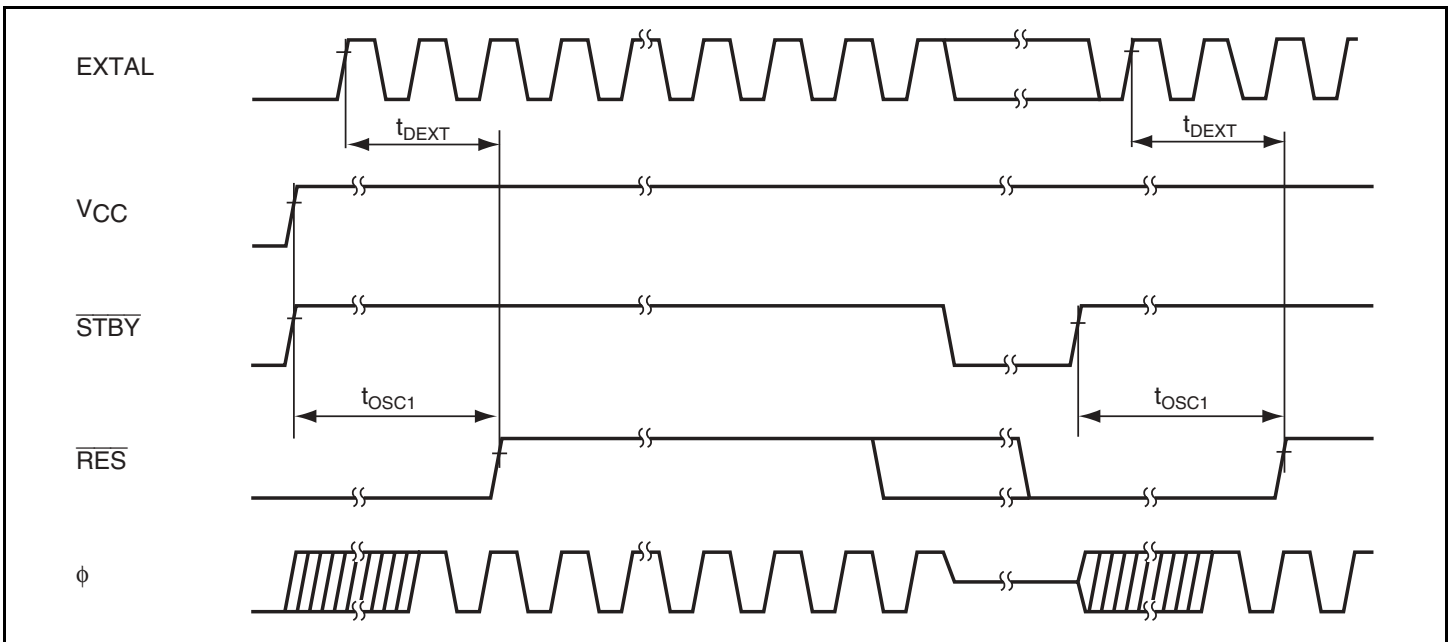 EXTAL
tDEXT tDEXT
VCC
STBY
tOSC1 tOSC1
RES
ϕ